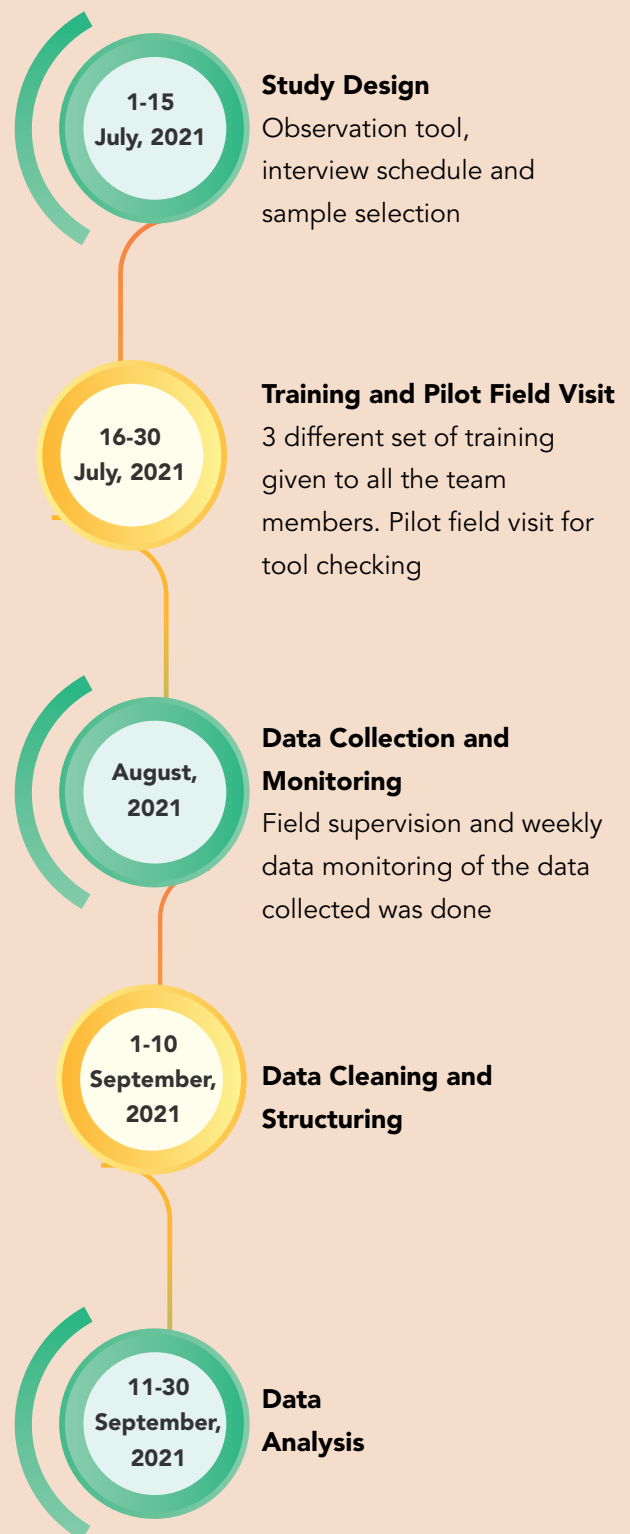 1-15
July, 2021
Study Design
Observation tool,
interview schedule and
sample selection
16-30
July, 2021
Training and Pilot Field Visit
3 different set of training
given to all the team
members. Pilot field visit for
tool checking
August,
2021
Data Collection and
Monitoring
Field supervision and weekly
data monitoring of the data
collected was done
1-10
September,
2021
Data Cleaning and
Structuring
11-30
September,
2021
Data
Analysis